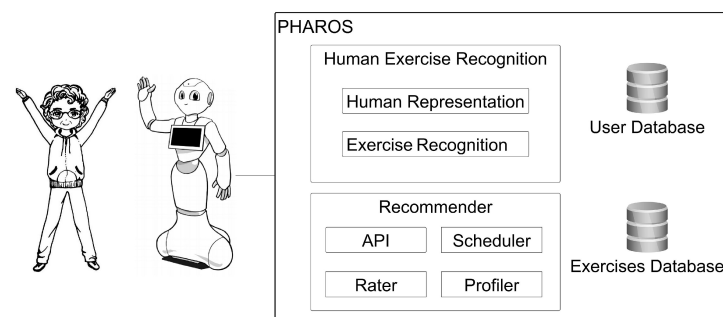 PHAROS
Human Exercise Recognition
Human Representation
Exercise Recognition
User Database
Recommender
API
Scheduler
Rater
Profiler
Exercises Database